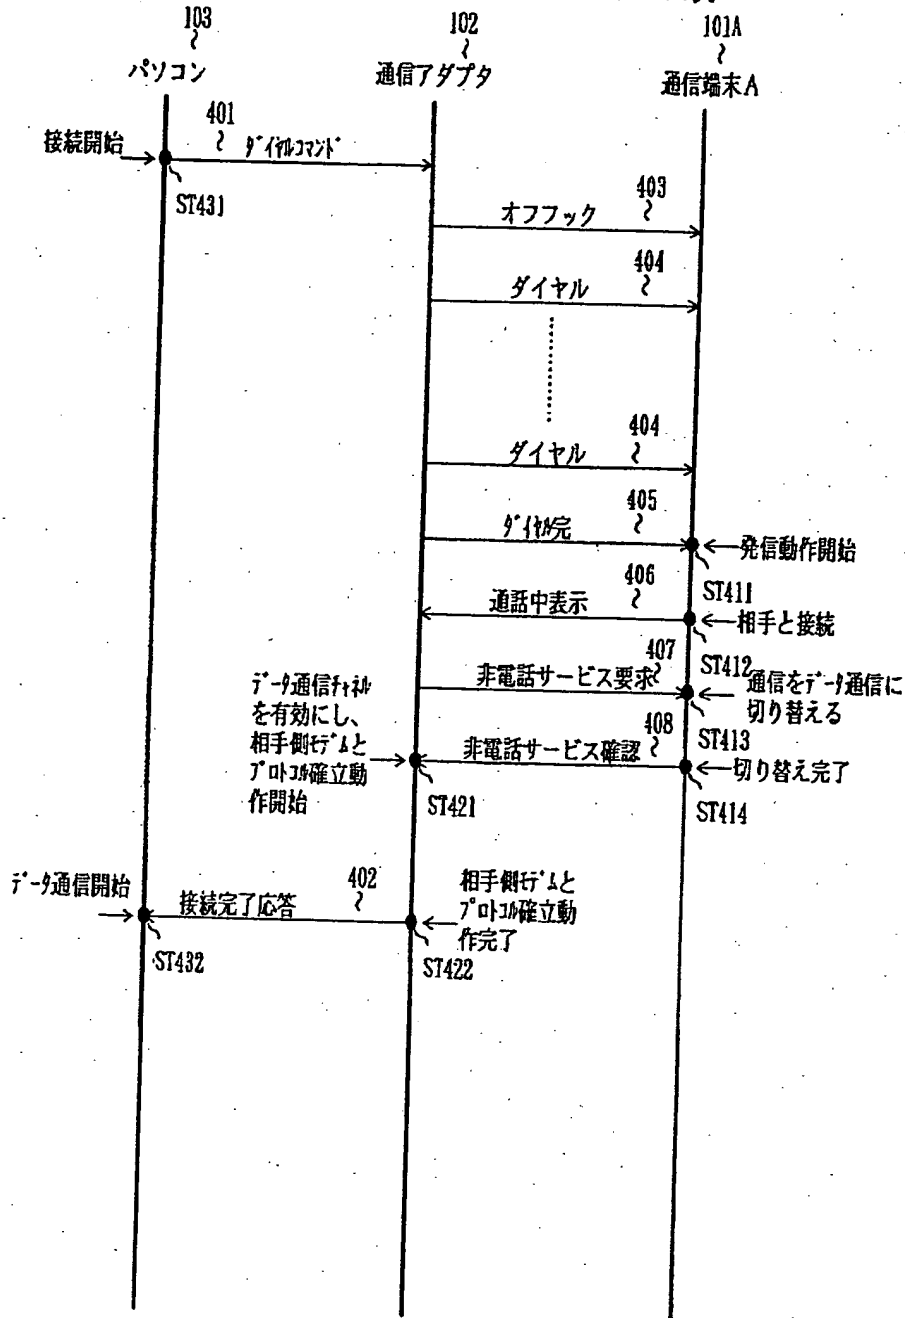 103
102
101A
パソコン
通信アダプタ
通信端末A
401
接続開始
ダイヤルコマンド
ST431
403
オフフック
404
ダイヤル
404
ダイヤル
405
ダイヤル完
発信動作開始
ST411
406
通話中表示
相手と接続
ST412
407
非電話サービス要求
通信をデータ通信に
切り替える
ST413
データ通信チャネル
を有効にし、
相手側モデムと
プロトコル確立動
作開始
408
非電話サービス確認
切り替え完了
ST421
ST414
データ通信開始
402
接続完了応答
相手側モデムと
プロトコル確立動
作完了
ST432
ST422